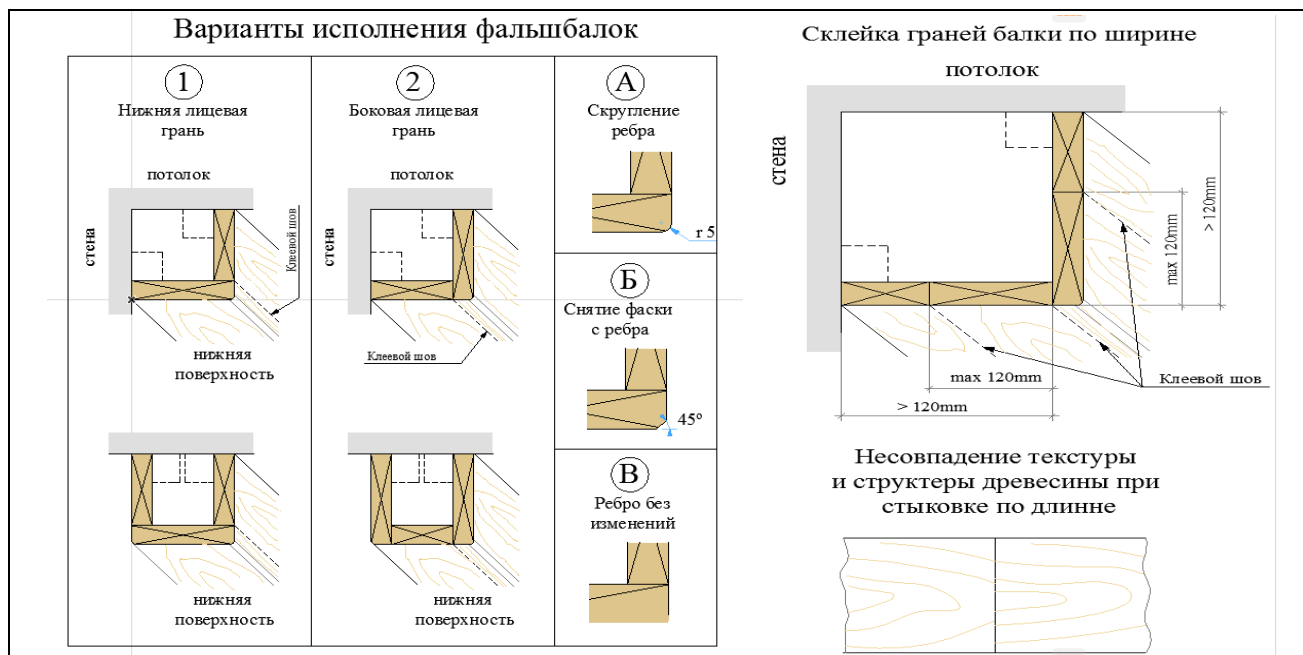 Варианты исполнения фальшбалок
1
Нижняя лицевая
грань
потолок
стена
Клеевой шов
нижняя
поверхность
нижняя
поверхность
2
Боковая лицевая
грань
потолок
стена
Клеевой шов
нижняя
поверхность
А
Скругление
ребра
r 5
Б
Снятие фаски
с ребра
45°
В
Ребро без
изменений
Склейка граней балки по ширине
потолок
стена
max 120mm
> 120mm
max 120mm
Клеевой шов
> 120mm
Несовпадение текстуры
и структеры древесины при
стыковке по длинне